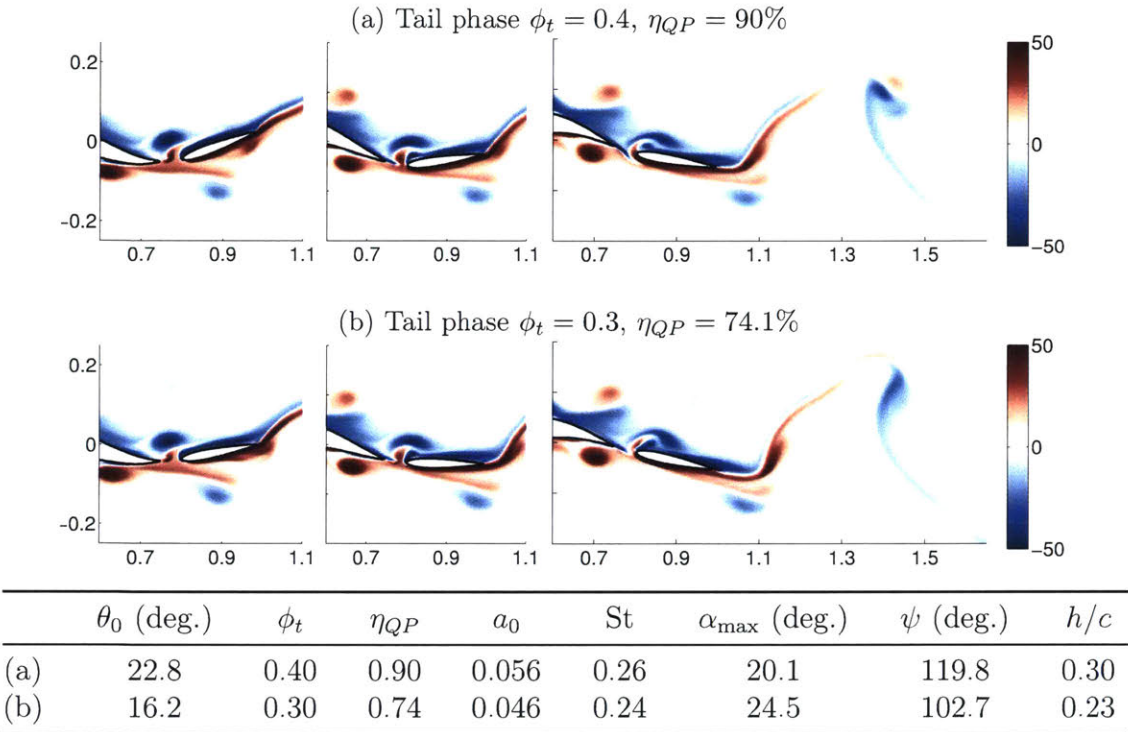 (a) Tail phase ϕt = 0.4, ηQP = 90%
0.2
0
-0.2
0.7 0.9 1.1 0.7 0.9 1.1 0.7 0.9 1.1 1.3 1.5
50
0
-50
(b) Tail phase ϕt = 0.3, ηQP = 74.1%
0.2
0
-0.2
0.7 0.9 1.1 0.7 0.9 1.1 0.7 0.9 1.1 1.3 1.5
50
0
-50
θ0 (deg.) ϕt ηQP a0 St αmax (deg.) ψ (deg.) h/c
(a) 22.8 0.40 0.90 0.056 0.26 20.1 119.8 0.30
(b) 16.2 0.30 0.74 0.046 0.24 24.5 102.7 0.23